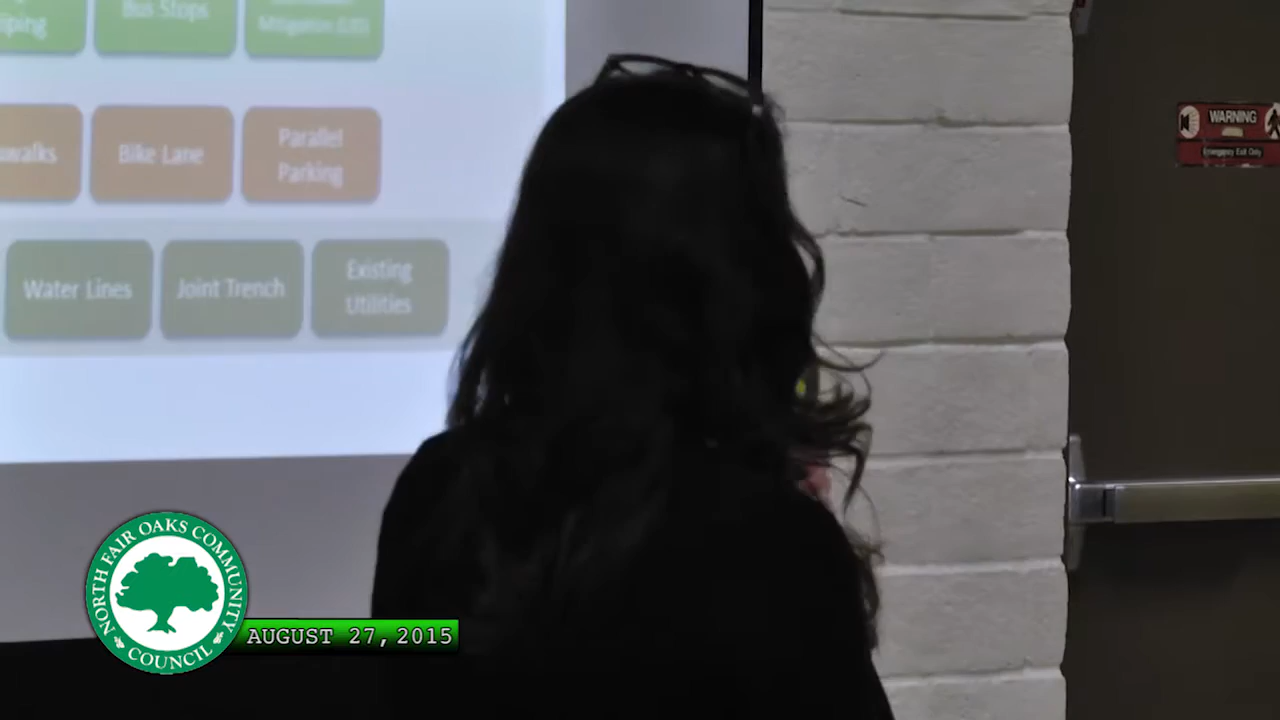 Bus Stops
Bike Lane
Parallel
Parking
Water Lines
Joint Trench
Existing
Utilities
WARNING
Emergency Exit Only
NORTH FAIR OAKS COMMUNITY
COUNCIL
AUGUST 27, 2015